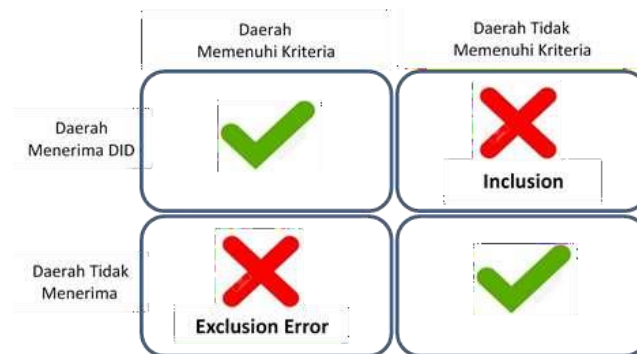 Daerah
Memenuhi Kriteria
Daerah Tidak
Memenuhi Kriteria
Daerah
Menerima DID
Inclusion
Daerah Tidak
Menerima
Exclusion Error